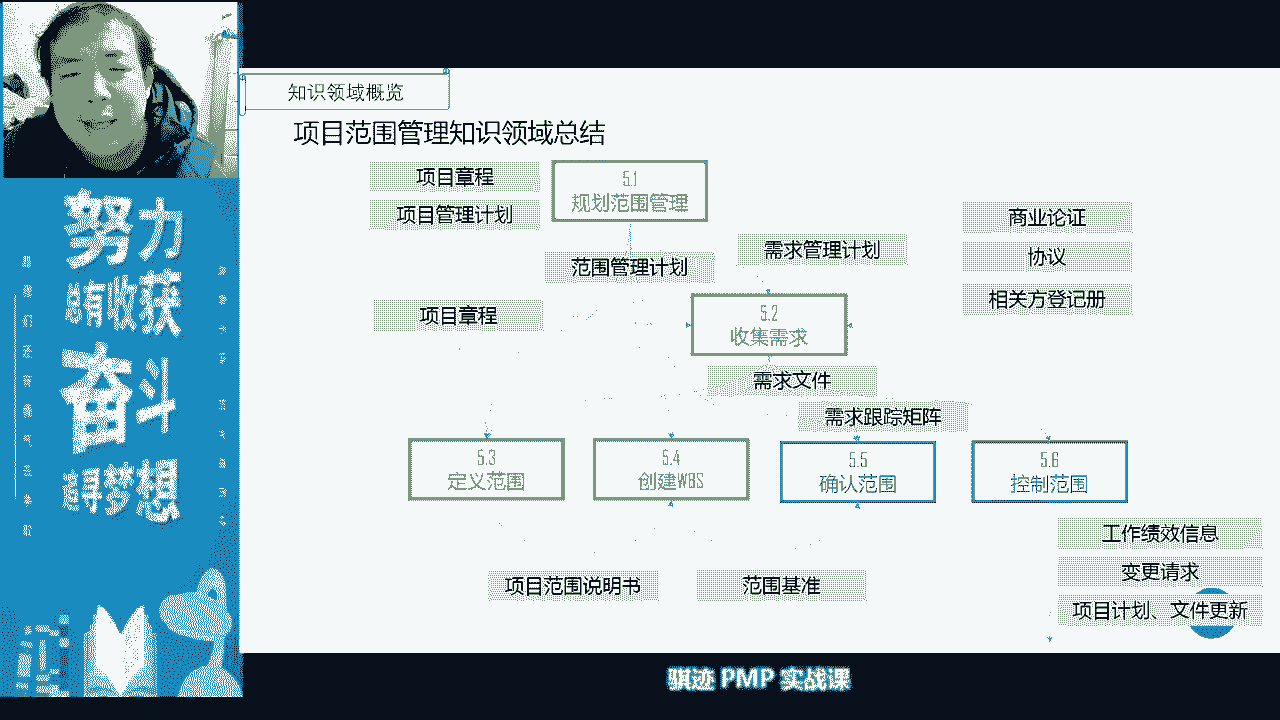 知识领域概览
项目范围管理知识领域总结
项目章程
项目管理计划
5.1
规划范围管理
范围管理计划
需求管理计划
商业论证
协议
相关方登记册
项目章程
5.2
收集需求
需求文件
需求跟踪矩阵
5.3
定义范围
5.4
创建WBS
5.5
确认范围
5.6
控制范围
项目范围说明书
范围基准
工作绩效信息
变更请求
项目计划、文件更新
努力
总有收获
奋斗
追寻梦想
骐迹 PMP 实战课